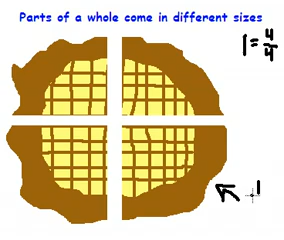 Parts of a whole come in different sizes
1 = 4/4
1